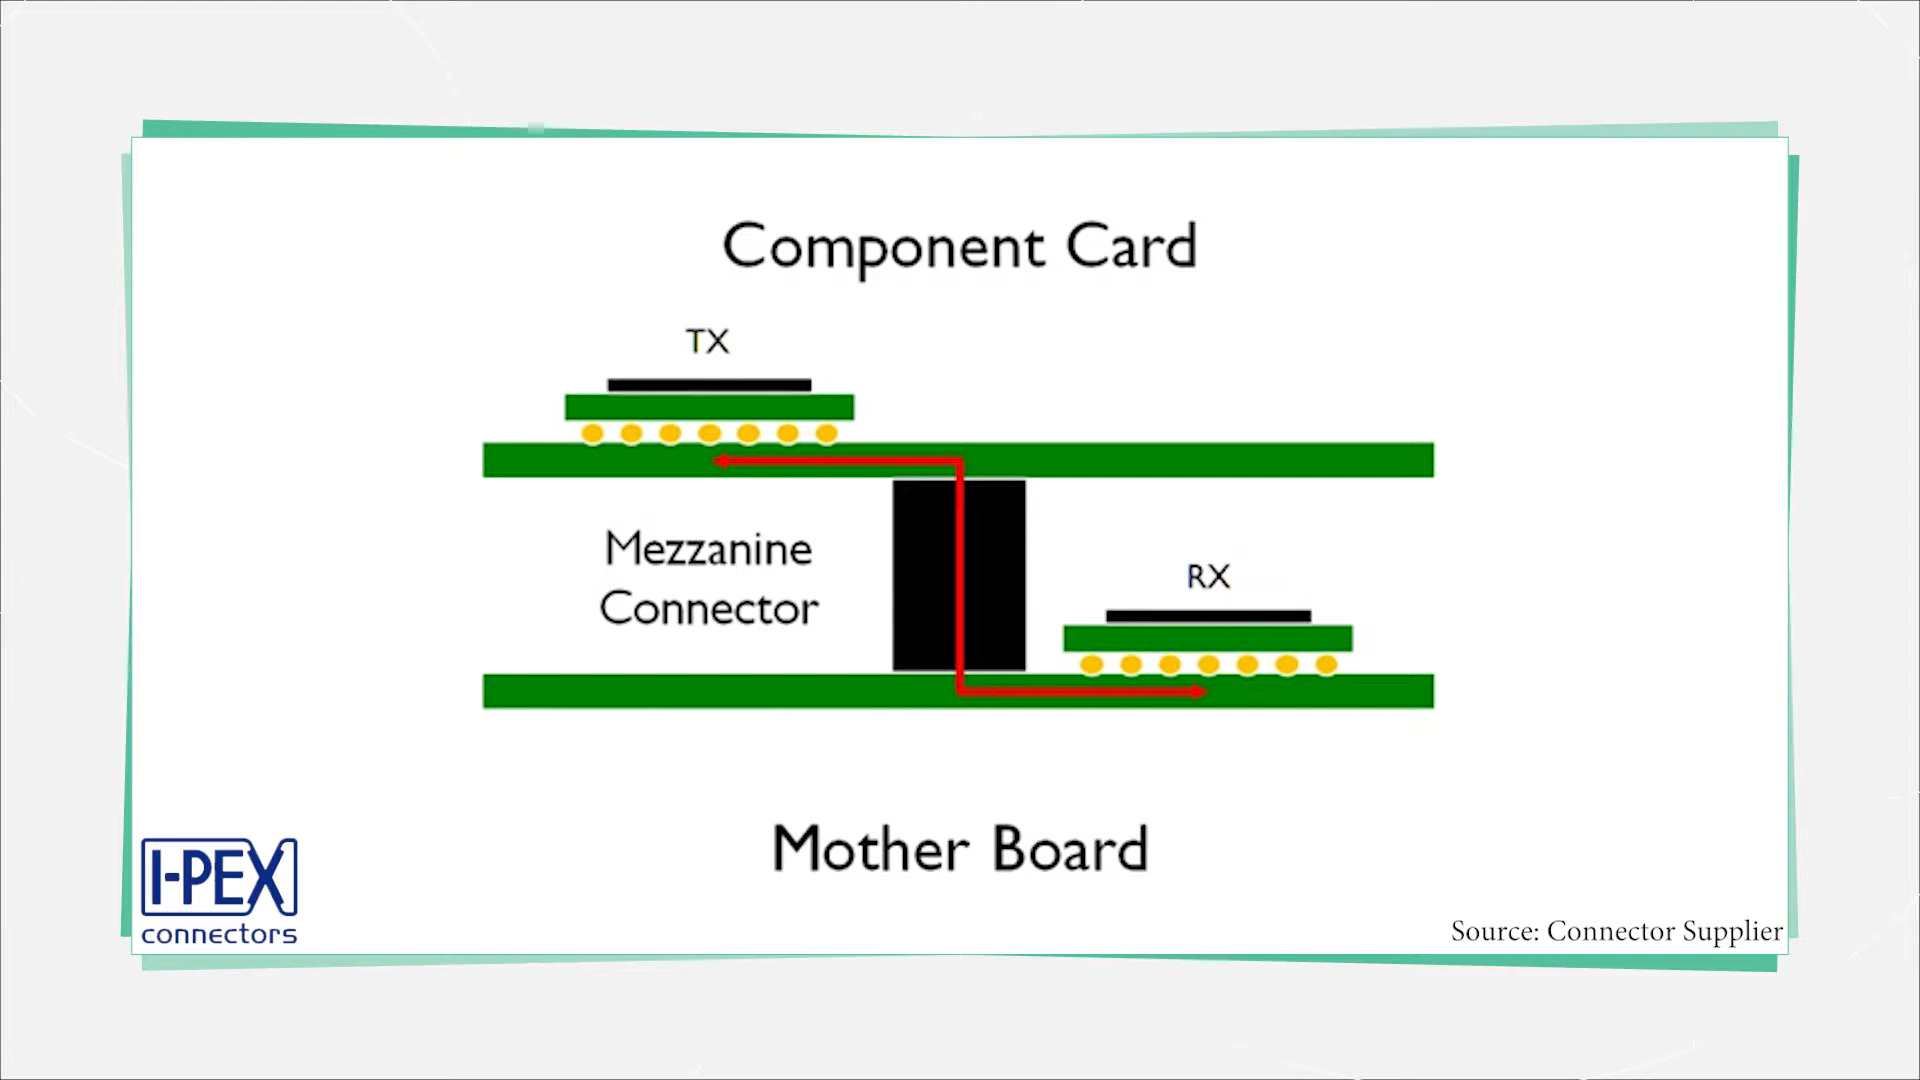 Component Card
TX
Mezzanine
Connector
RX
Mother Board
I-PEX
connectors
Source: Connector Supplier